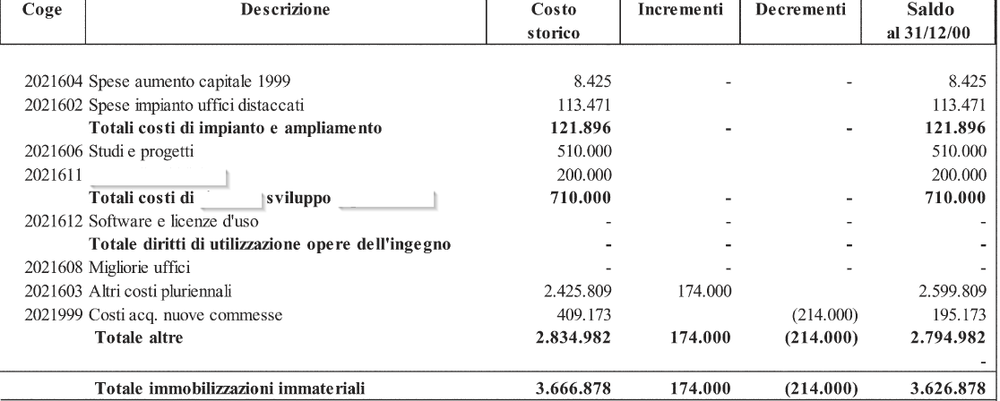 Coge Descrizione Costo storico Incrementi Decrementi Saldo al 31/12/00
2021604 Spese aumento capitale 1999 8.425 - - 8.425
2021602 Spese impianto uffici distaccati 113.471 113.471
Totali costi di impianto e ampliamento 121.896 - - 121.896
2021606 Studi e progetti 510.000 510.000
2021611 200.000 200.000
Totali costi di sviluppo 710.000 - - 710.000
2021612 Software e licenze d'uso - - - -
Totale diritti di utilizzazione opere dell'ingegno - - - -
2021608 Migliorie uffici - - - -
2021603 Altri costi pluriennali 2.425.809 174.000 2.599.809
2021999 Costi acq. nuove commesse 409.173 (214.000) 195.173
Totale altre 2.834.982 174.000 (214.000) 2.794.982
-
Totale immobilizzazioni immateriali 3.666.878 174.000 (214.000) 3.626.878